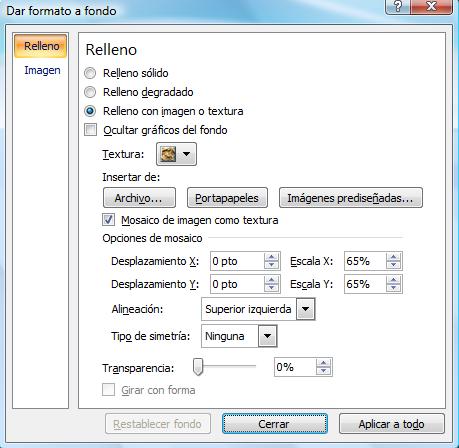 Dar formato a fondo
Relleno
Imagen
Relleno
Relleno sólido
Relleno degradado
Relleno con imagen o textura
Ocultar gráficos del fondo
Textura:
Insertar de:
Archivo... Portapapeles Imágenes prediseñadas...
Mosaico de imagen como textura
Opciones de mosaico
Desplazamiento X: 0 pto Escala X: 65%
Desplazamiento Y: 0 pto Escala Y: 65%
Alineación: Superior izquierda
Tipo de simetría: Ninguna
Transparencia: 0%
Girar con forma
Restablecer fondo Cerrar Aplicar a todo